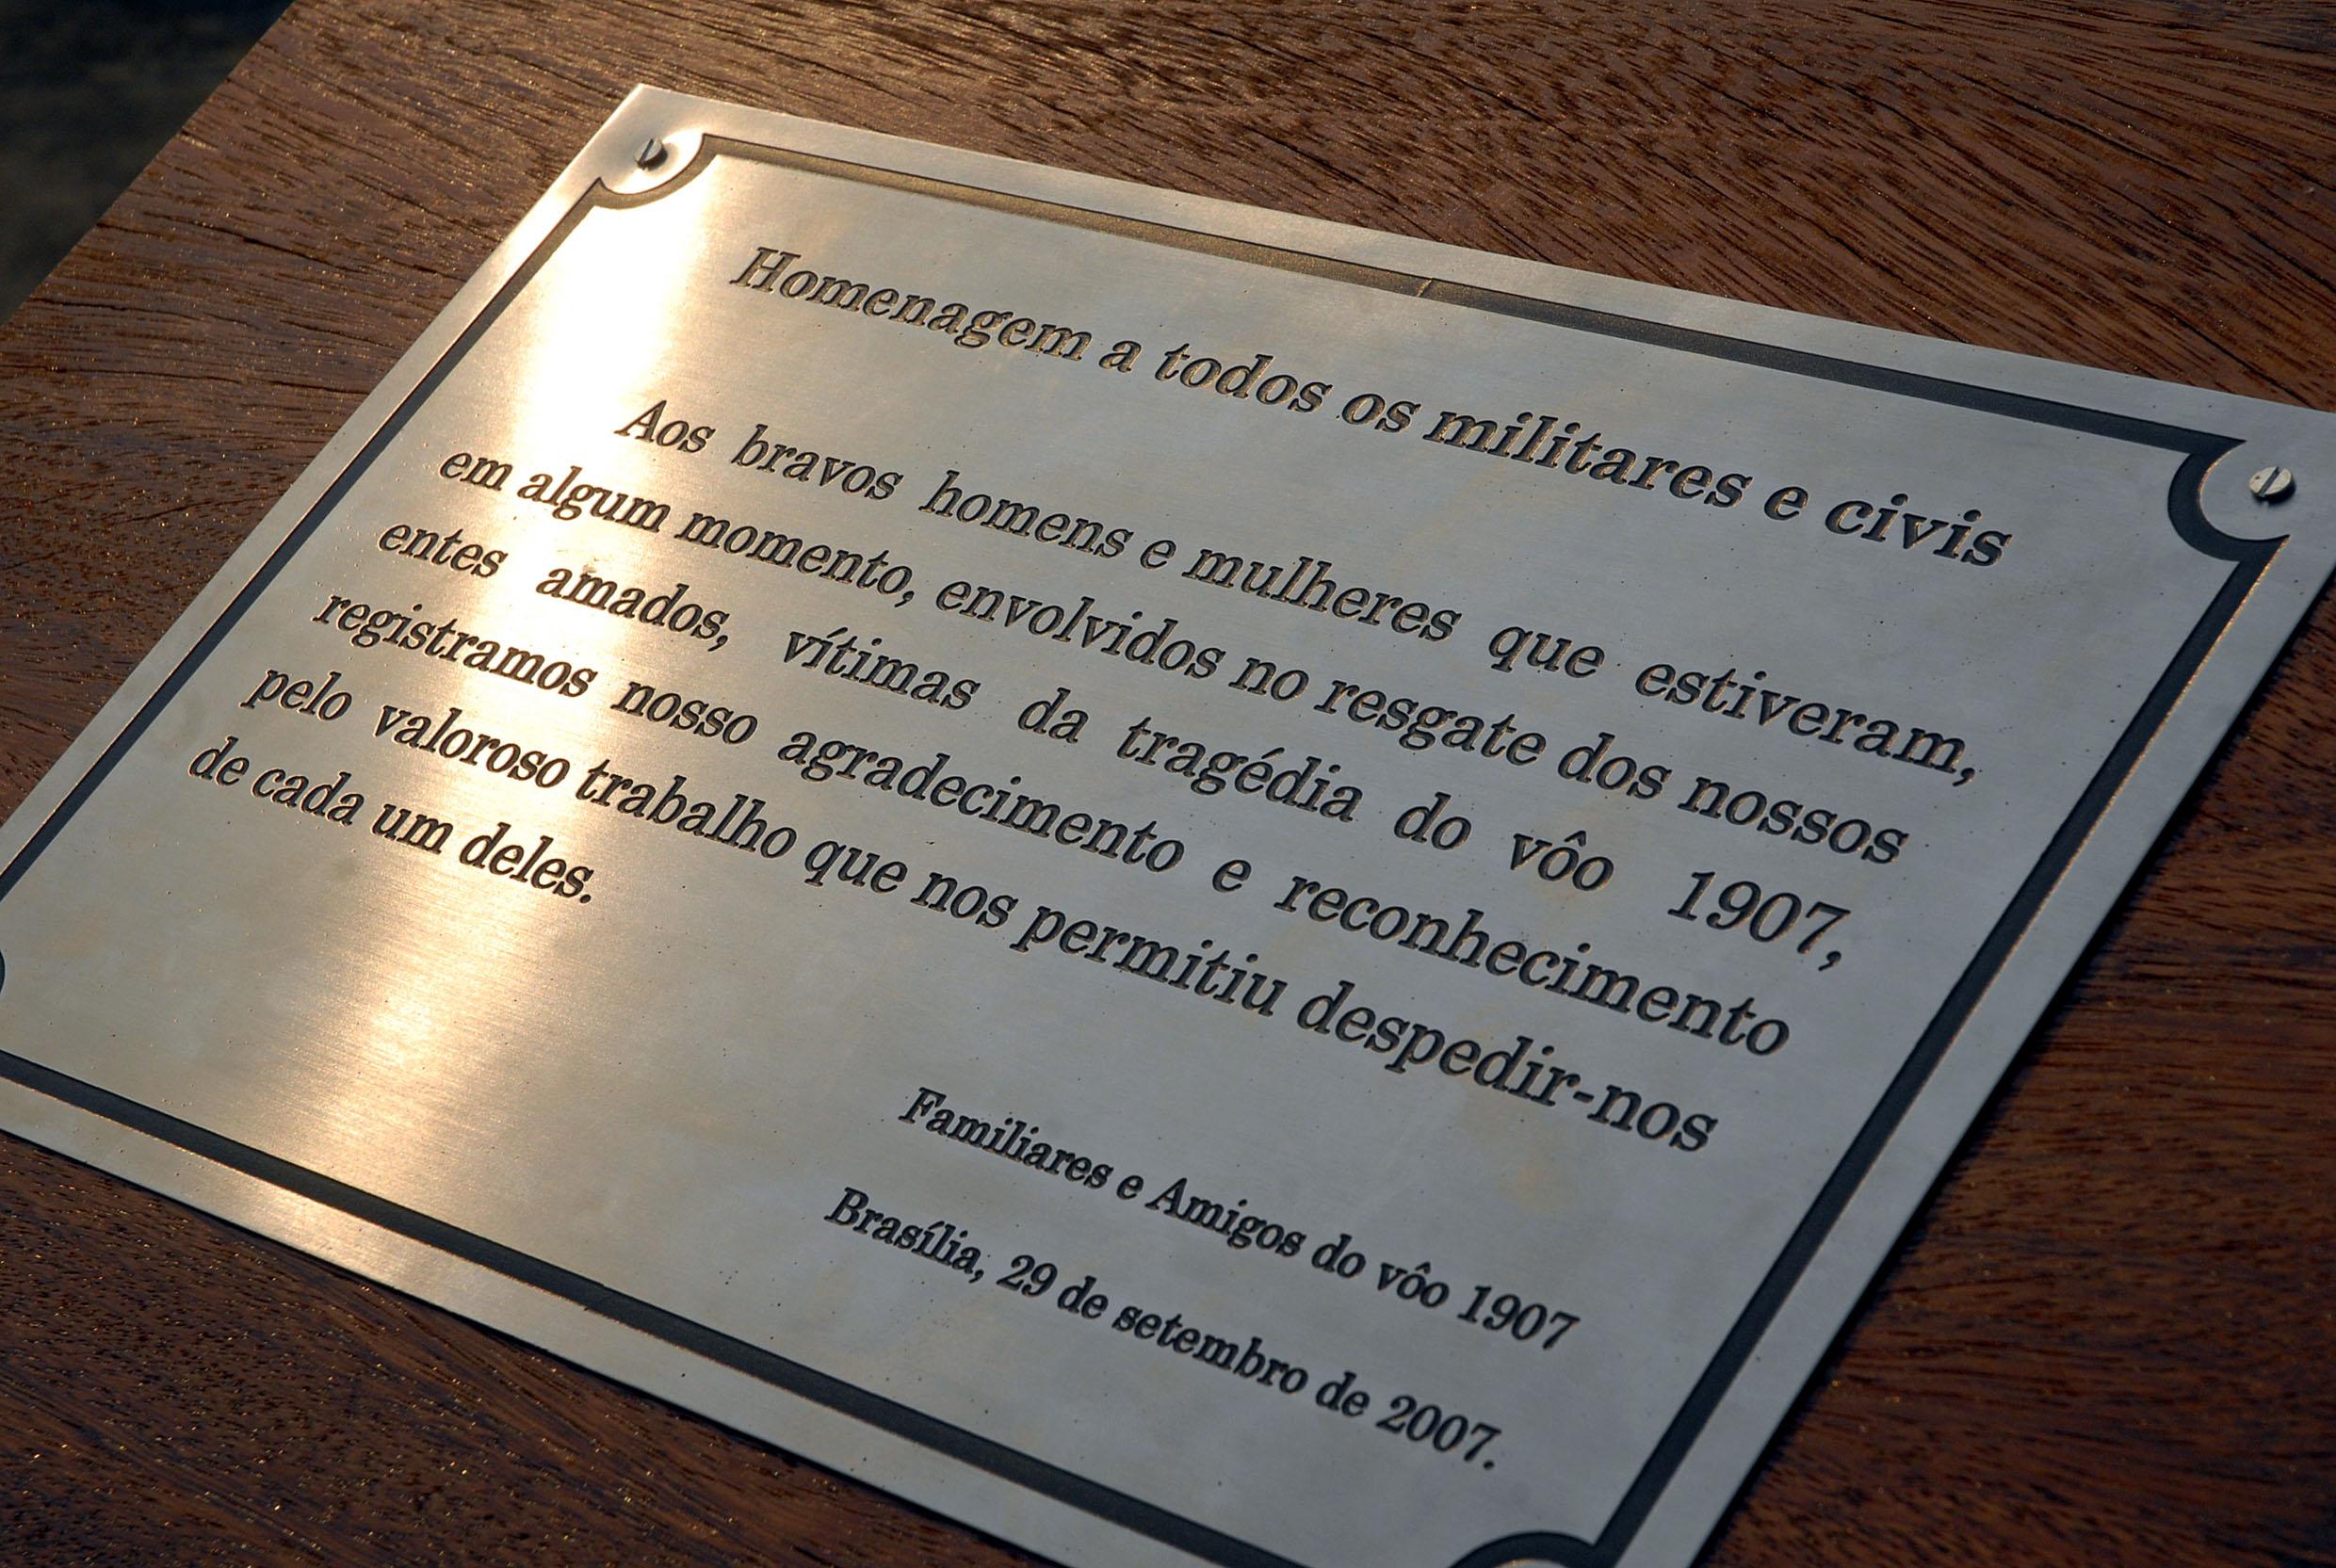 Homenagem a todos os militares e civis
Aos bravos homens e mulheres que estiveram,
em algum momento, envolvidos no resgate dos nossos
entes amados, vítimas da tragédia do vôo 1907,
registramos nosso agradecimento e reconhecimento
pelo valoroso trabalho que nos permitiu despedir-nos
de cada um deles.
Familiares e Amigos do vôo 1907
Brasília, 29 de setembro de 2007.